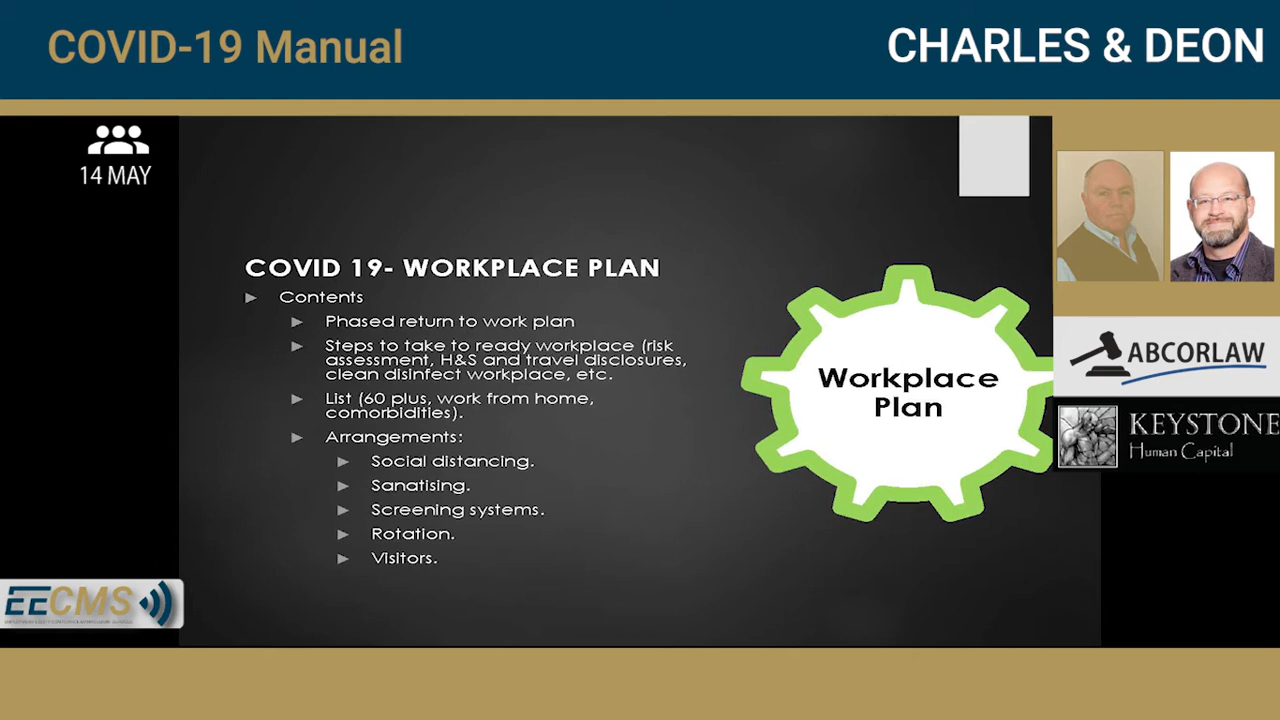 COVID-19 Manual
CHARLES & DEON
14 MAY
COVID 19- WORKPLACE PLAN
Contents
Phased return to work plan
Steps to take to ready workplace (risk
assessment, H&S and travel disclosures,
clean disinfect workplace, etc.
List (60 plus, work from home,
comorbidities).
Arrangements:
Social distancing.
Sanatising.
Screening systems.
Rotation.
Visitors.
Workplace
Plan
ABCORLAW
KEYSTONE
Human Capital
EECMS